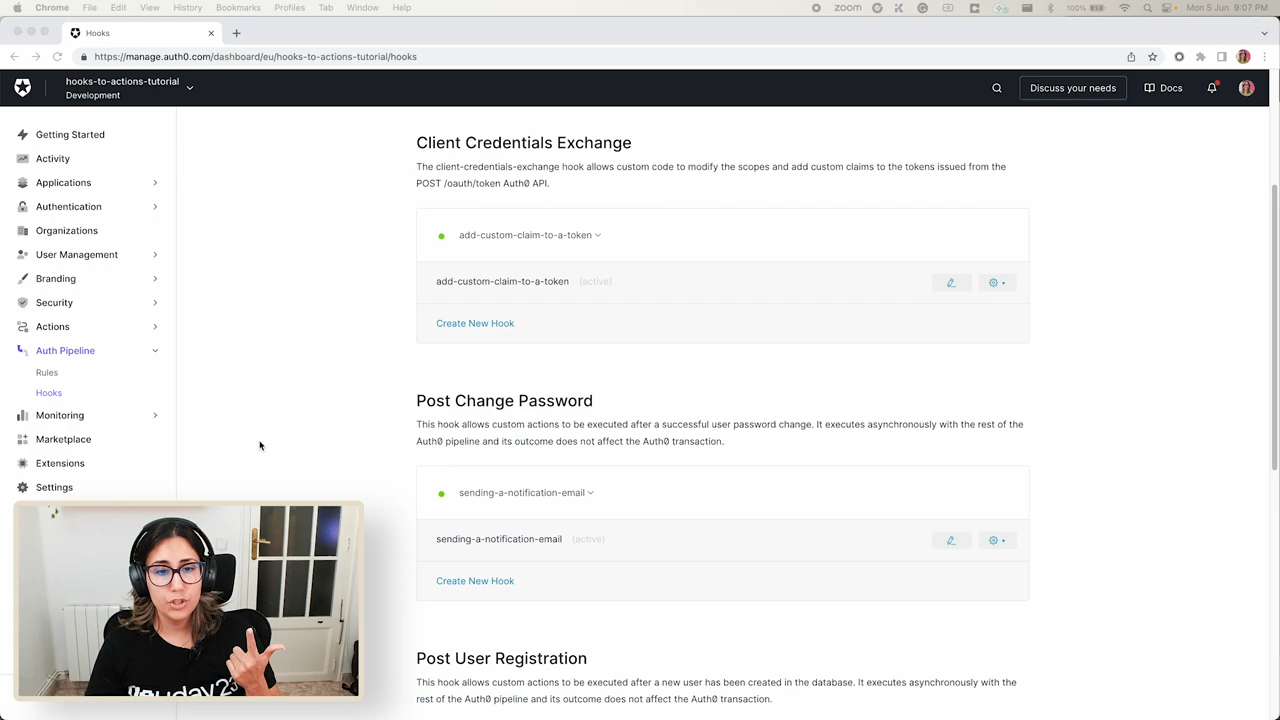 Chrome File Edit View History Bookmarks Profiles Tab Window Help zoom 100% Mon 5 Jun 9:07 PM
Hooks
https://manage.auth0.com/dashboard/eu/hooks-to-actions-tutorial/hooks
hooks-to-actions-tutorial
Development
Discuss your needs
Docs
Getting Started
Activity
Applications
Authentication
Organizations
User Management
Branding
Security
Actions
Auth Pipeline
Rules
Hooks
Monitoring
Marketplace
Extensions
Settings
Client Credentials Exchange
The client-credentials-exchange hook allows custom code to modify the scopes and add custom claims to the tokens issued from the
POST /oauth/token Auth0 API.
add-custom-claim-to-a-token
add-custom-claim-to-a-token (active)
Create New Hook
Post Change Password
This hook allows custom actions to be executed after a successful user password change. It executes asynchronously with the rest of the
Auth0 pipeline and its outcome does not affect the Auth0 transaction.
sending-a-notification-email
sending-a-notification-email (active)
Create New Hook
Post User Registration
This hook allows custom actions to be executed after a new user has been created in the database. It executes asynchronously with the
rest of the Auth0 pipeline and its outcome does not affect the Auth0 transaction.